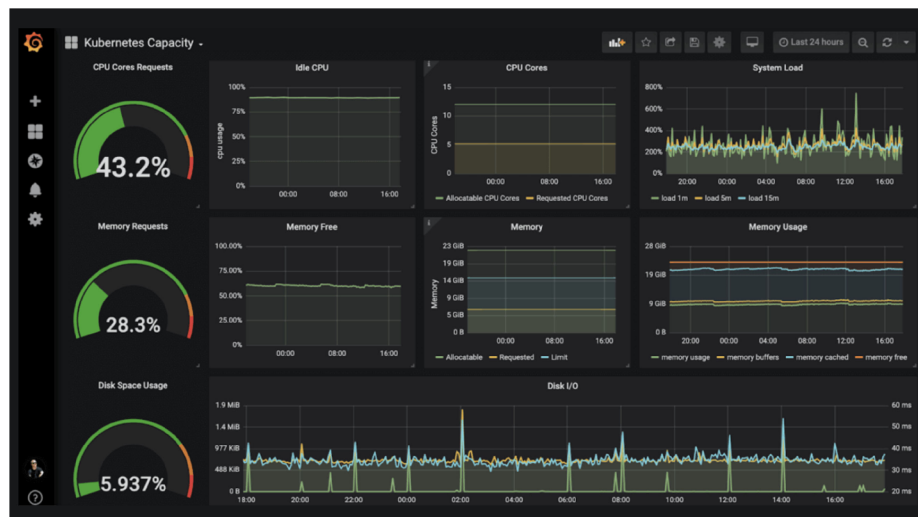 Kubernetes Capacity
Last 24 hours
CPU Cores Requests
43.2%
Idle CPU
cpu usage
100%
75%
50%
25%
0%
00:00 08:00 16:00
CPU Cores
CPU Cores
15
10
5
0
00:00 08:00 16:00
Allocatable CPU Cores Requested CPU Cores
System Load
800%
600%
400%
200%
20:00 00:00 04:00 08:00 12:00 16:00
load 1m load 5m load 15m
Memory Requests
28.3%
Memory Free
100.00%
75.00%
50.00%
25.00%
0%
00:00 08:00 16:00
Memory
Memory
23 GiB
19 GiB
14 GiB
9 GiB
5 GiB
0 B
00:00 08:00 16:00
Allocatable Requested Limit
Memory Usage
28 GiB
19 GiB
9 GiB
0 B
20:00 00:00 04:00 08:00 12:00 16:00
memory usage memory buffers memory cached memory free
Disk Space Usage
5.937%
Disk I/O
1.9 MiB
1.4 MiB
977 KiB
488 KiB
0 B
60 ms
50 ms
40 ms
30 ms
20 ms
18:00 20:00 22:00 00:00 02:00 04:00 06:00 08:00 10:00 12:00 14:00 16:00